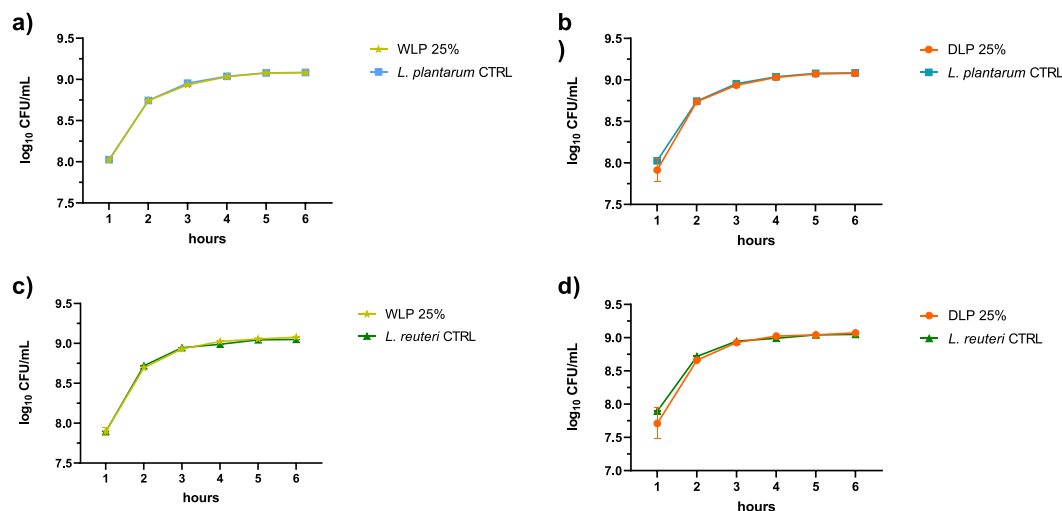 a)
9.5
9.0
8.5
8.0
7.5
log10 CFU/mL
1 2 3 4 5 6
hours
WLP 25%
L. plantarum CTRL
b
)
9.5
9.0
8.5
8.0
7.5
log10 CFU/mL
1 2 3 4 5 6
hours
DLP 25%
L. plantarum CTRL
c)
9.5
9.0
8.5
8.0
7.5
log10 CFU/mL
1 2 3 4 5 6
hours
WLP 25%
L. reuteri CTRL
d)
9.5
9.0
8.5
8.0
7.5
7.0
log10 CFU/mL
1 2 3 4 5 6
hours
DLP 25%
L. reuteri CTRL